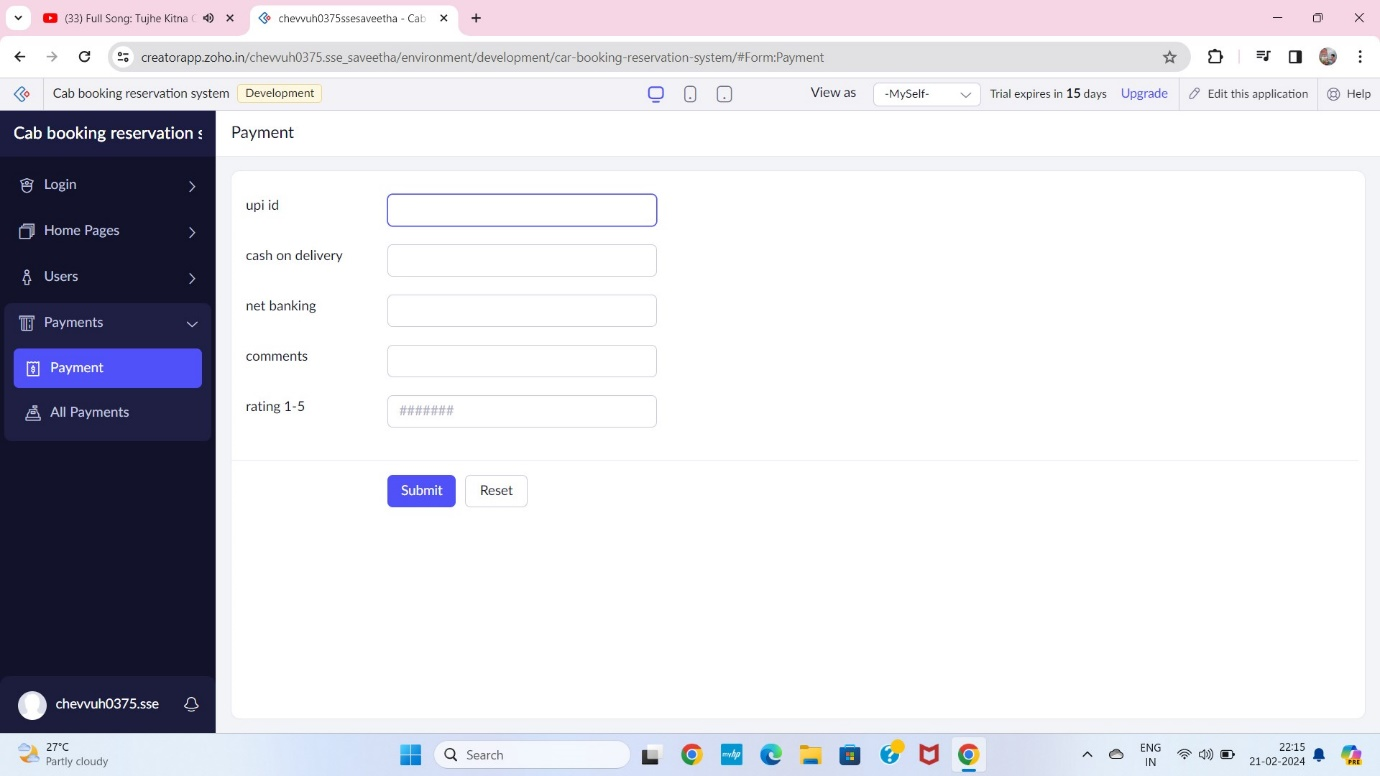 (33) Full Song: Tujhe Kitna C
chevvuh0375ssesaveetha - Cab
creatorapp.zoho.in/chevvuh0375.sse_saveetha/environment/development/car-booking-reservation-system/#Form:Payment
Cab booking reservation system
Development
View as
-MySelf-
Trial expires in 15 days
Upgrade
Edit this application
Help
Cab booking reservation s
Payment
Login
Home Pages
Users
Payments
Payment
All Payments
upi id
cash on delivery
net banking
comments
rating 1-5
#######
Submit
Reset
chevvuh0375.sse
27°C
Partly cloudy
Search
myhp
ENG
IN
22:15
21-02-2024
PRE